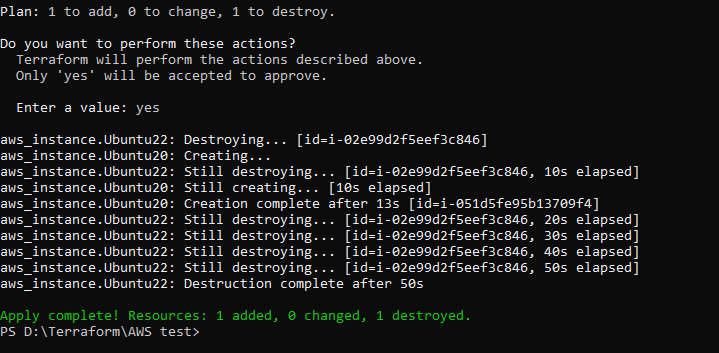 Plan: 1 to add, 0 to change, 1 to destroy.
Do you want to perform these actions?
Terraform will perform the actions described above.
Only 'yes' will be accepted to approve.
Enter a value: yes
aws_instance.Ubuntu22: Destroying... [id=i-02e99d2f5eef3c846]
aws_instance.Ubuntu20: Creating...
aws_instance.Ubuntu22: Still destroying... [id=i-02e99d2f5eef3c846, 10s elapsed]
aws_instance.Ubuntu20: Still creating... [10s elapsed]
aws_instance.Ubuntu20: Creation complete after 13s [id=i-051d5fe95b13709f4]
aws_instance.Ubuntu22: Still destroying... [id=i-02e99d2f5eef3c846, 20s elapsed]
aws_instance.Ubuntu22: Still destroying... [id=i-02e99d2f5eef3c846, 30s elapsed]
aws_instance.Ubuntu22: Still destroying... [id=i-02e99d2f5eef3c846, 40s elapsed]
aws_instance.Ubuntu22: Still destroying... [id=i-02e99d2f5eef3c846, 50s elapsed]
aws_instance.Ubuntu22: Destruction complete after 50s
Apply complete! Resources: 1 added, 0 changed, 1 destroyed.
PS D:\Terraform\AWS test>